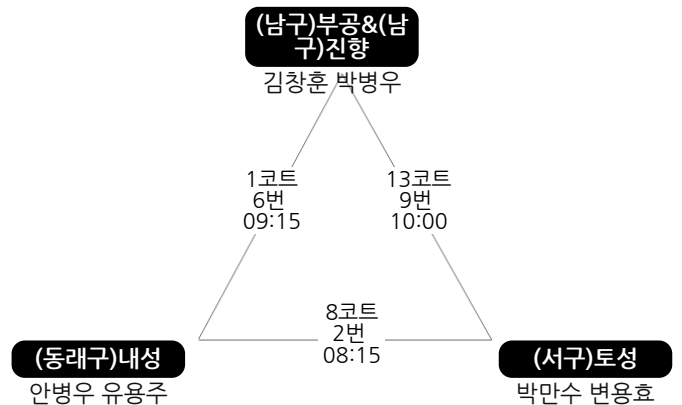 (남구)부공&(남
구)진향
김창훈 박병우
1코트
6번
09:15
13코트
9번
10:00
8코트
2번
08:15
(동래구)내성
안병우 유용주
(서구)토성
박만수 변용효